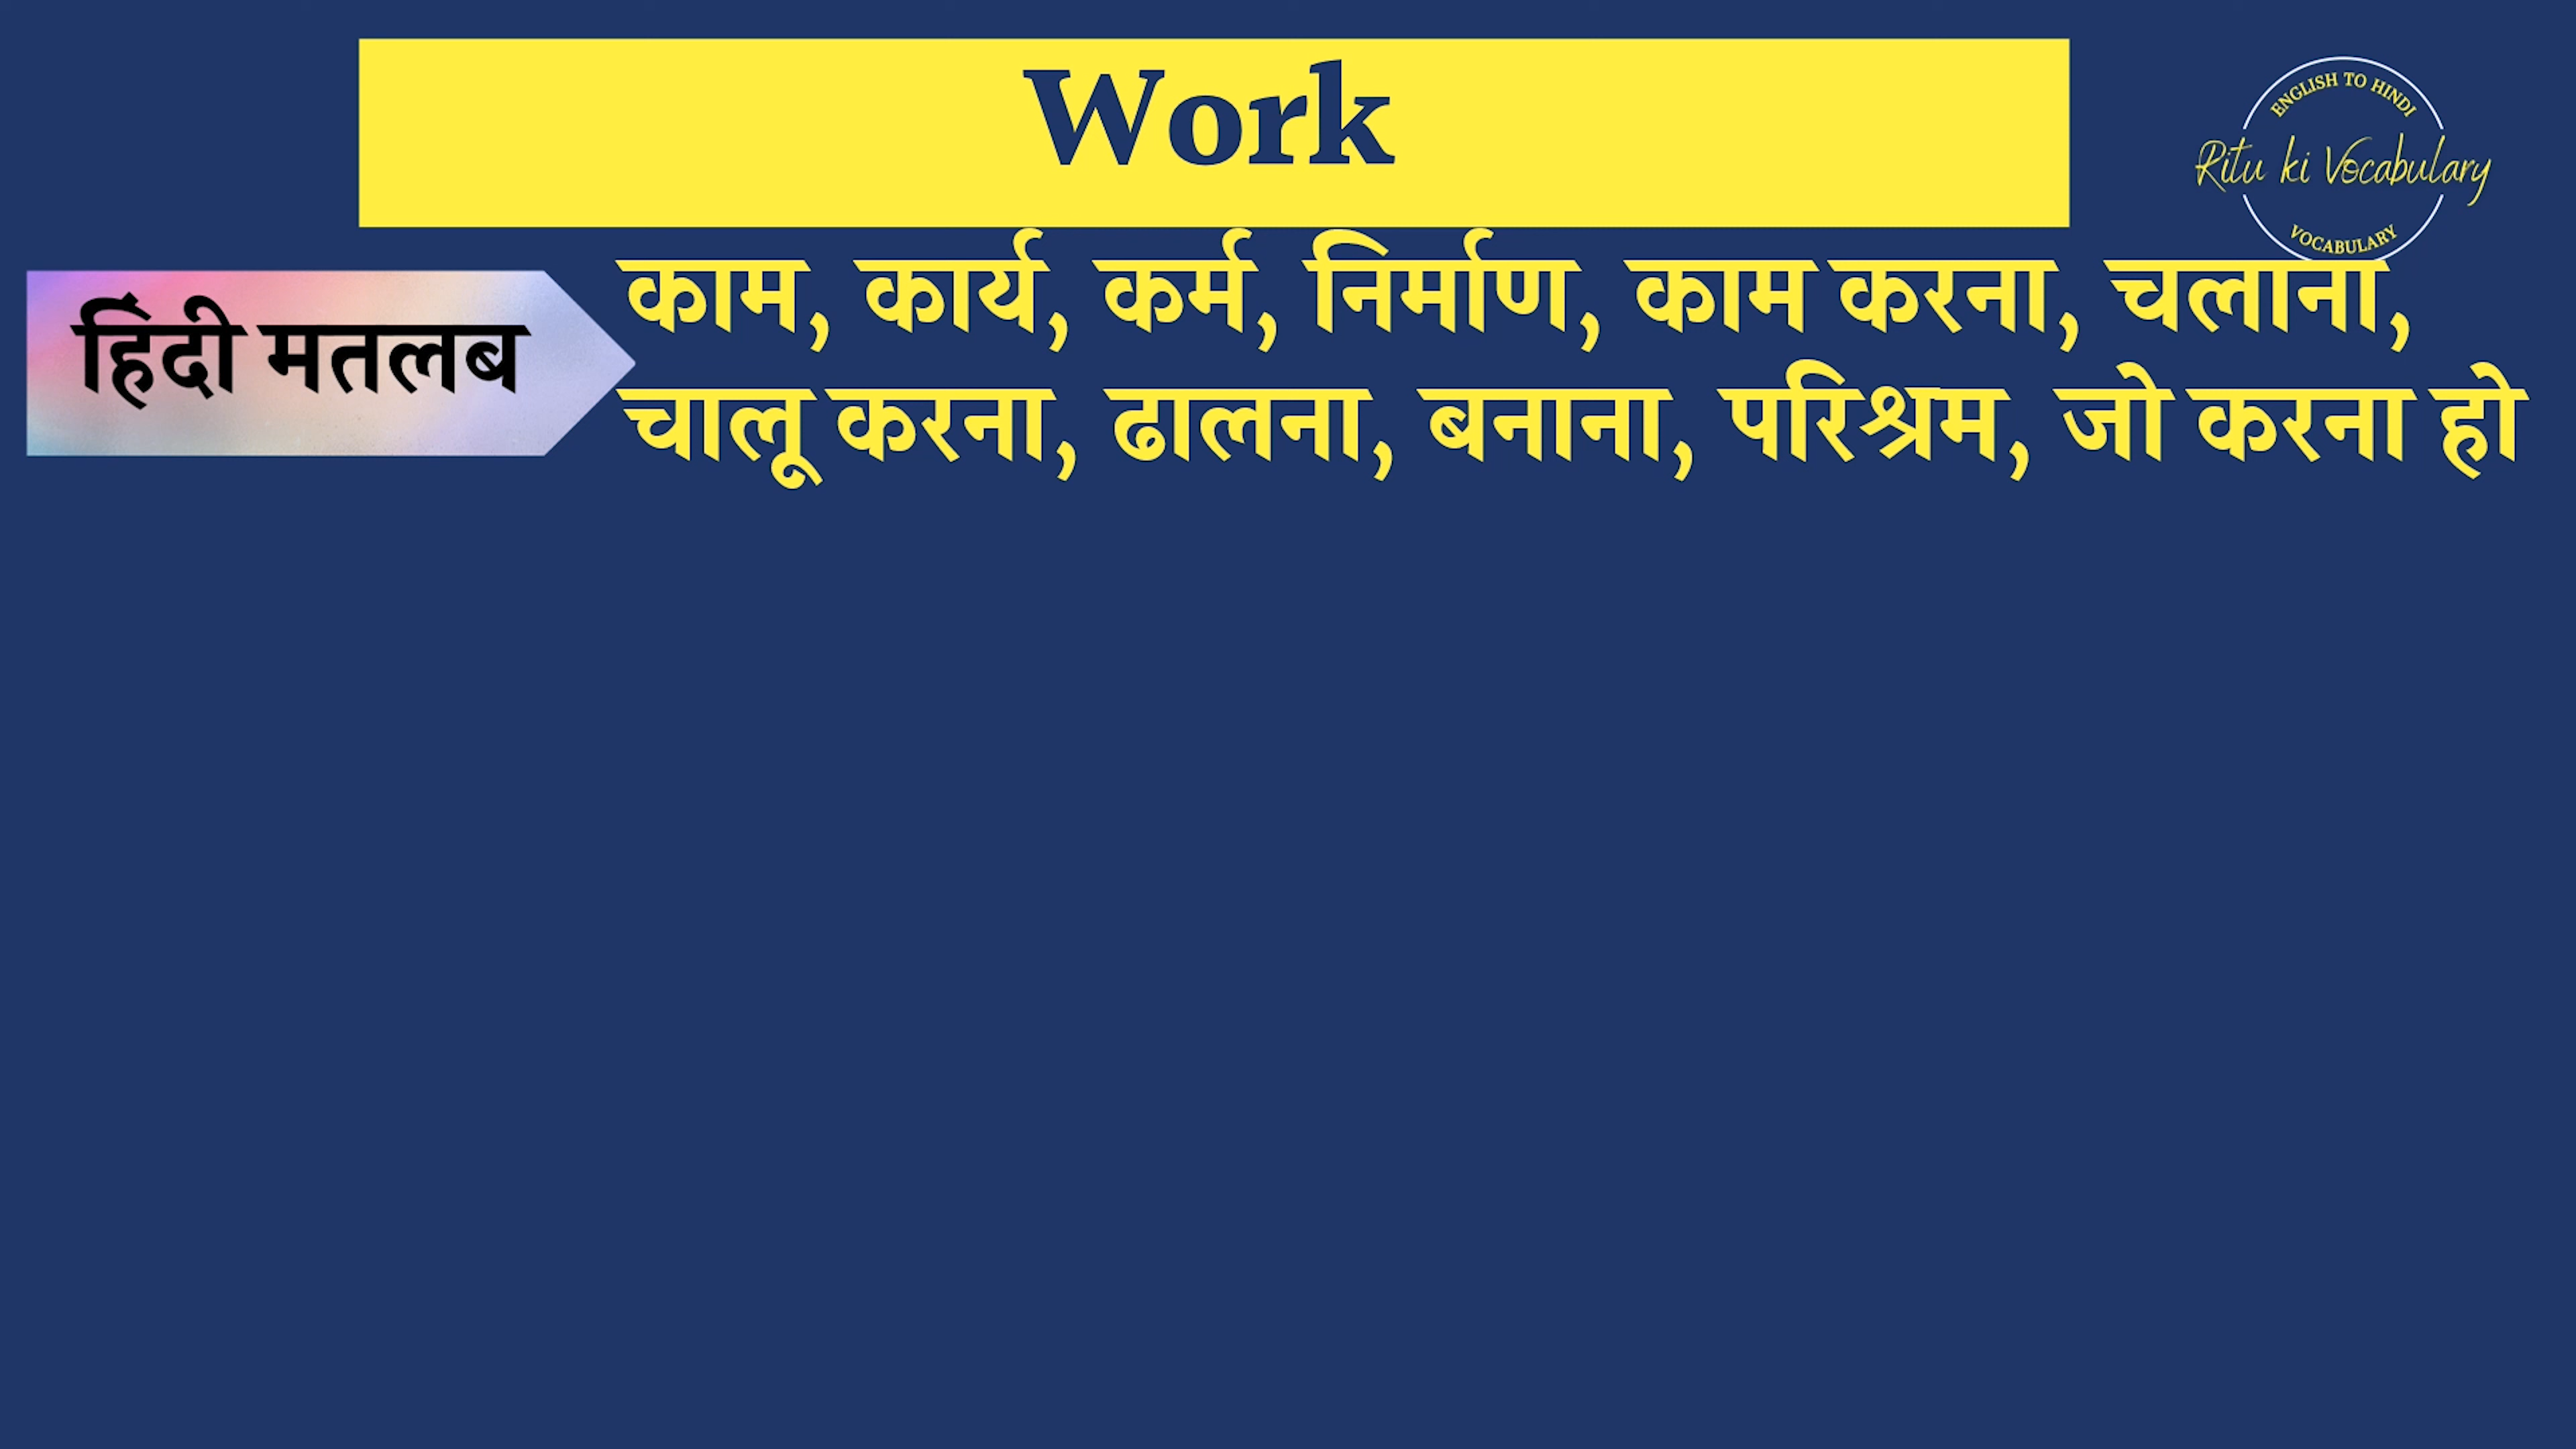 Work
ENGLISH TO HINDI
Ritu ki Vocabulary
VOCABULARY
हिंदी मतलब
काम, कार्य, कर्म, निर्माण, काम करना, चलाना,
चालू करना, ढालना, बनाना, परिश्रम, जो करना हो